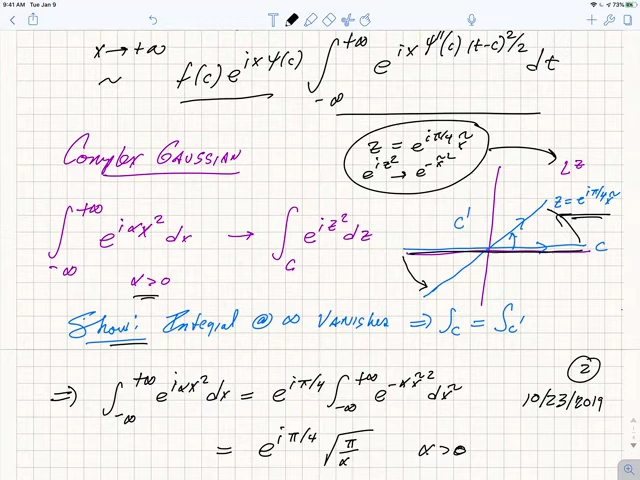 9:41 AM Tue Jan 9
73%
x → +∞
~ f(c) e^{ixψ(c)} ∫_{-∞}^{+∞} e^{ixψ''(c)(t-c)²/2} dt
z = e^{iπ/4} x̃
e^{iz²} → e^{-x̃²}
Complex GAUSSIAN
∠z
z = e^{iπ/4} x̃
C'
C
∫_{-∞}^{+∞} e^{iαx²} dx → ∫_C e^{iz²} dz
α>0
Show: Integral @ ∞ Vanishes ⇒ ∫_C = ∫_C'
⇒ ∫_{-∞}^{+∞} e^{iαx²} dx = e^{iπ/4} ∫_{-∞}^{+∞} e^{-αx̃²} dx̃
2
10/23/2019
= e^{iπ/4} √(π/α) α>0